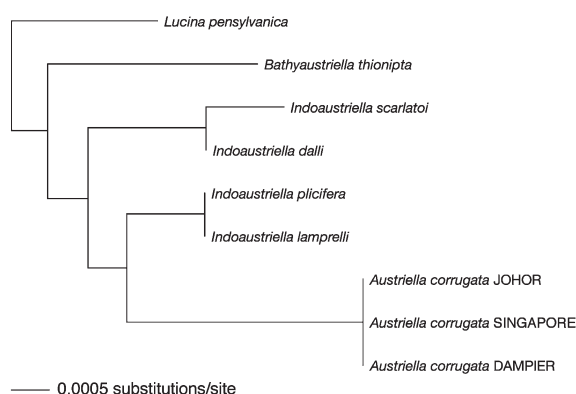 Lucina pensylvanica
Bathyaustriella thionipta
Indoaustriella scarlatoi
Indoaustriella dalli
Indoaustriella plicifera
Indoaustriella lamprelli
Austriella corrugata JOHOR
Austriella corrugata SINGAPORE
Austriella corrugata DAMPIER
0.0005 substitutions/site